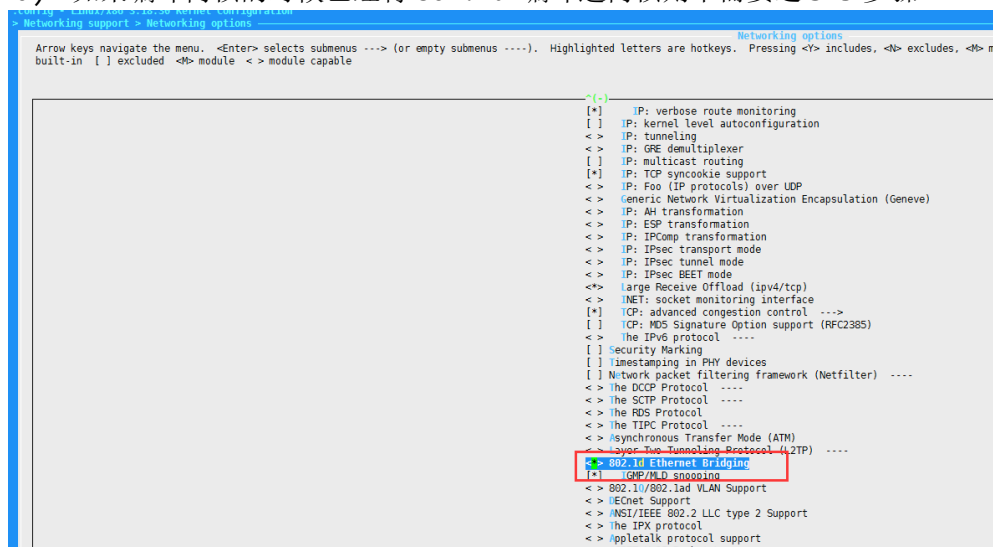 .config - Linux/x86 3.18.36 Kernel Configuration
> Networking support > Networking options
Networking options
Arrow keys navigate the menu. <Enter> selects submenus ---> (or empty submenus ----). Highlighted letters are hotkeys. Pressing <Y> includes, <N> excludes, <M> m
built-in [ ] excluded <M> module < > module capable
^(-)
[*] IP: verbose route monitoring
[ ] IP: kernel level autoconfiguration
< > IP: tunneling
< > IP: GRE demultiplexer
[ ] IP: multicast routing
[*] IP: TCP syncookie support
< > IP: Foo (IP protocols) over UDP
< > Generic Network Virtualization Encapsulation (Geneve)
< > IP: AH transformation
< > IP: ESP transformation
< > IP: IPComp transformation
< > IP: IPsec transport mode
< > IP: IPsec tunnel mode
< > IP: IPsec BEET mode
<*> Large Receive Offload (ipv4/tcp)
< > INET: socket monitoring interface
[*] TCP: advanced congestion control --->
[ ] TCP: MD5 Signature Option support (RFC2385)
< > The IPv6 protocol ----
[ ] Security Marking
[ ] Timestamping in PHY devices
[ ] Network packet filtering framework (Netfilter) ----
< > The DCCP Protocol ----
< > The SCTP Protocol ----
< > The RDS Protocol
< > The TIPC Protocol ----
< > Asynchronous Transfer Mode (ATM)
< > Layer Two Tunneling Protocol (L2TP) ----
<*> 802.1d Ethernet Bridging
[*] IGMP/MLD snooping
< > 802.1Q/802.1ad VLAN Support
< > DECnet Support
< > ANSI/IEEE 802.2 LLC type 2 Support
< > The IPX protocol
< > Appletalk protocol support